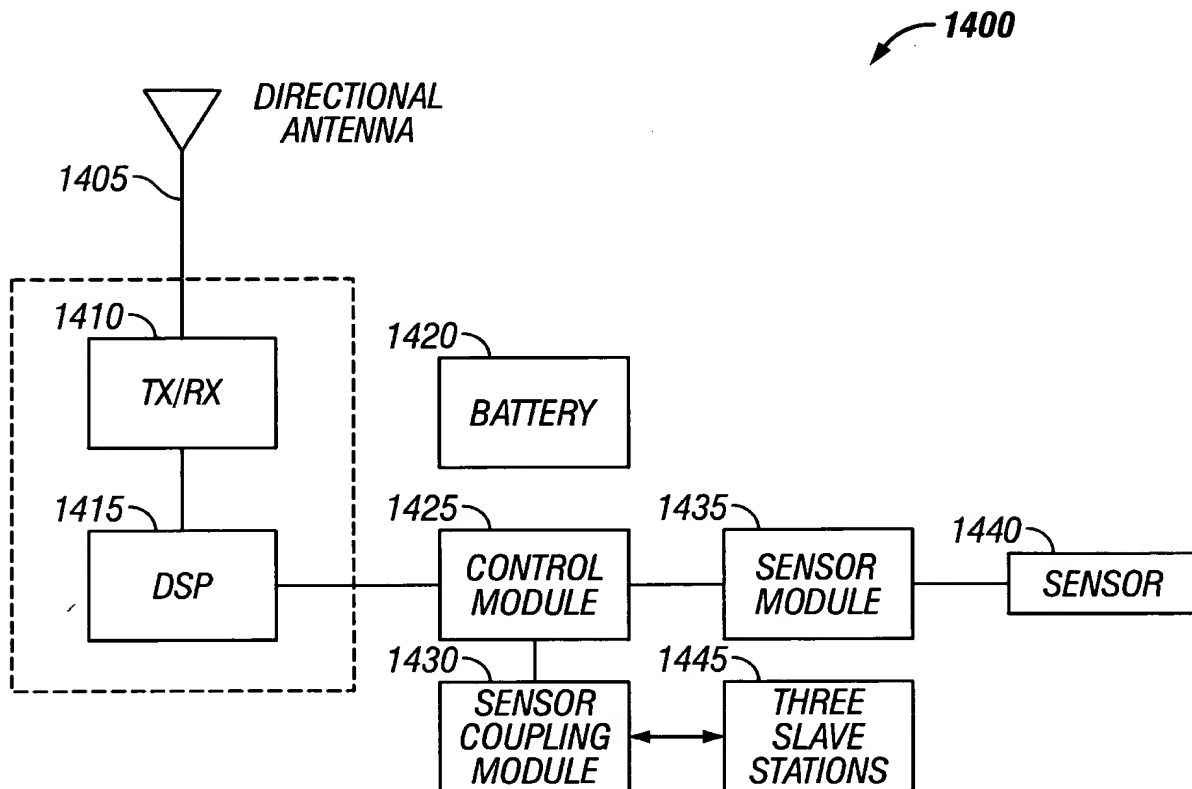 1400
DIRECTIONAL
ANTENNA
1405
1410
TX/RX
1420
BATTERY
1415
DSP
1425
CONTROL
MODULE
1435
SENSOR
MODULE
1440
SENSOR
1430
SENSOR
COUPLING
MODULE
1445
THREE
SLAVE
STATIONS